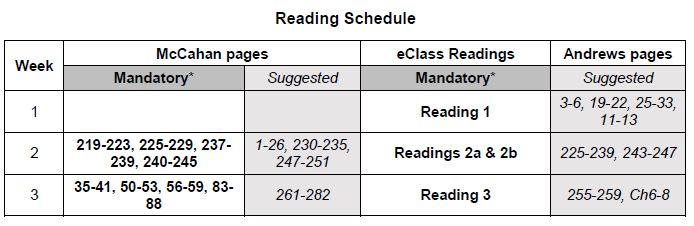 Reading Schedule
Week McCahan pages eClass Readings Andrews pages
Mandatory* Suggested Mandatory* Suggested
1 Reading 1 3-6, 19-22, 25-33,
11-13
2 219-223, 225-229, 237- 1-26, 230-235, Readings 2a & 2b 225-239, 243-247
239, 240-245 247-251
3 35-41, 50-53, 56-59, 83- 261-282 Reading 3 255-259, Ch6-8
88